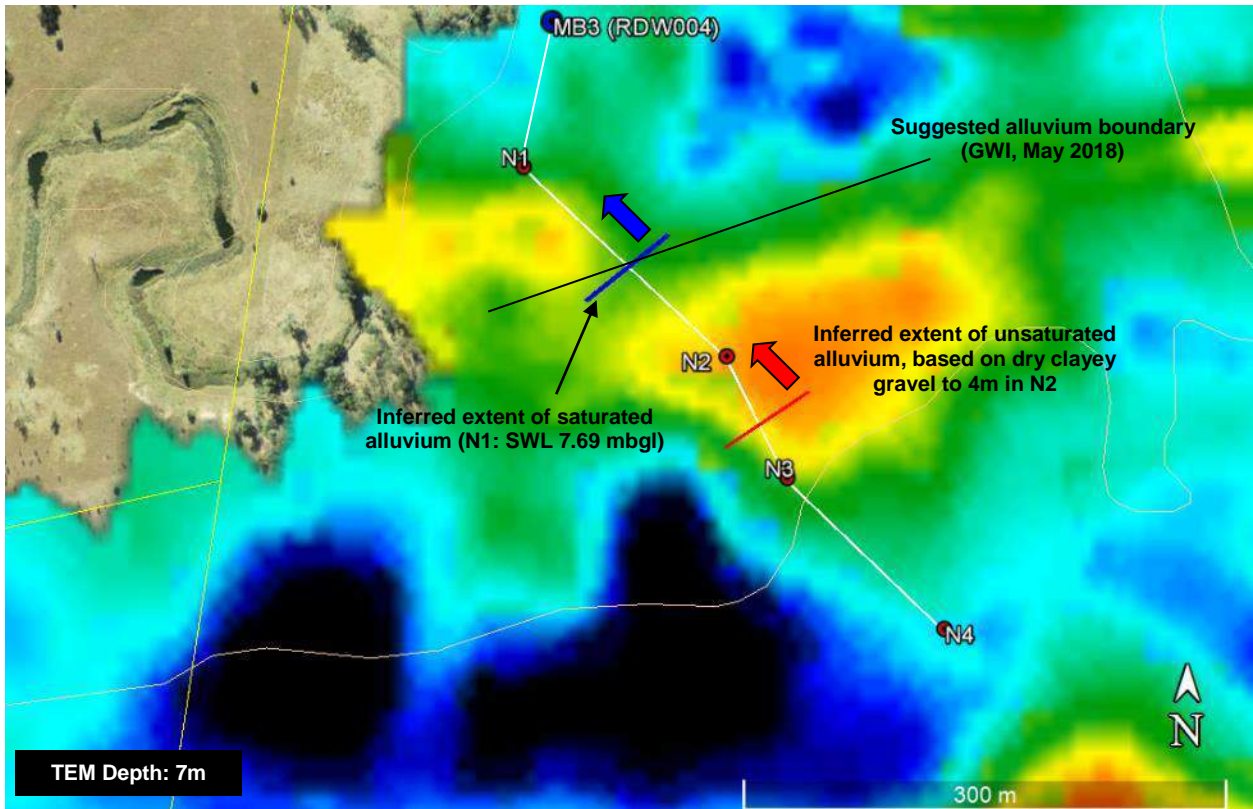 MB3 (RDW004)
Suggested alluvium boundary
(GWI, May 2018)
N1
N2
Inferred extent of unsaturated
alluvium, based on dry clayey
gravel to 4m in N2
Inferred extent of saturated
alluvium (N1: SWL 7.69 mbgl)
N3
N4
N
TEM Depth: 7m
300 m